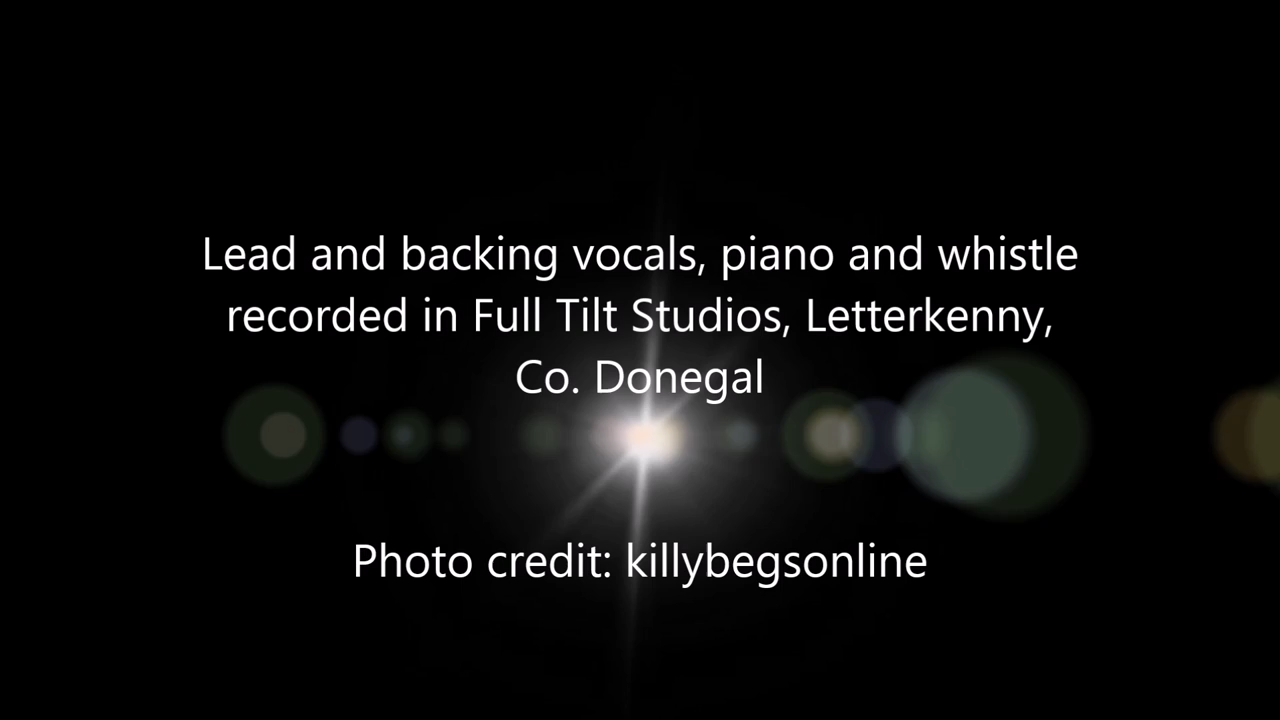 Lead and backing vocals, piano and whistle
recorded in Full Tilt Studios, Letterkenny,
Co. Donegal
Photo credit: killybegsonline